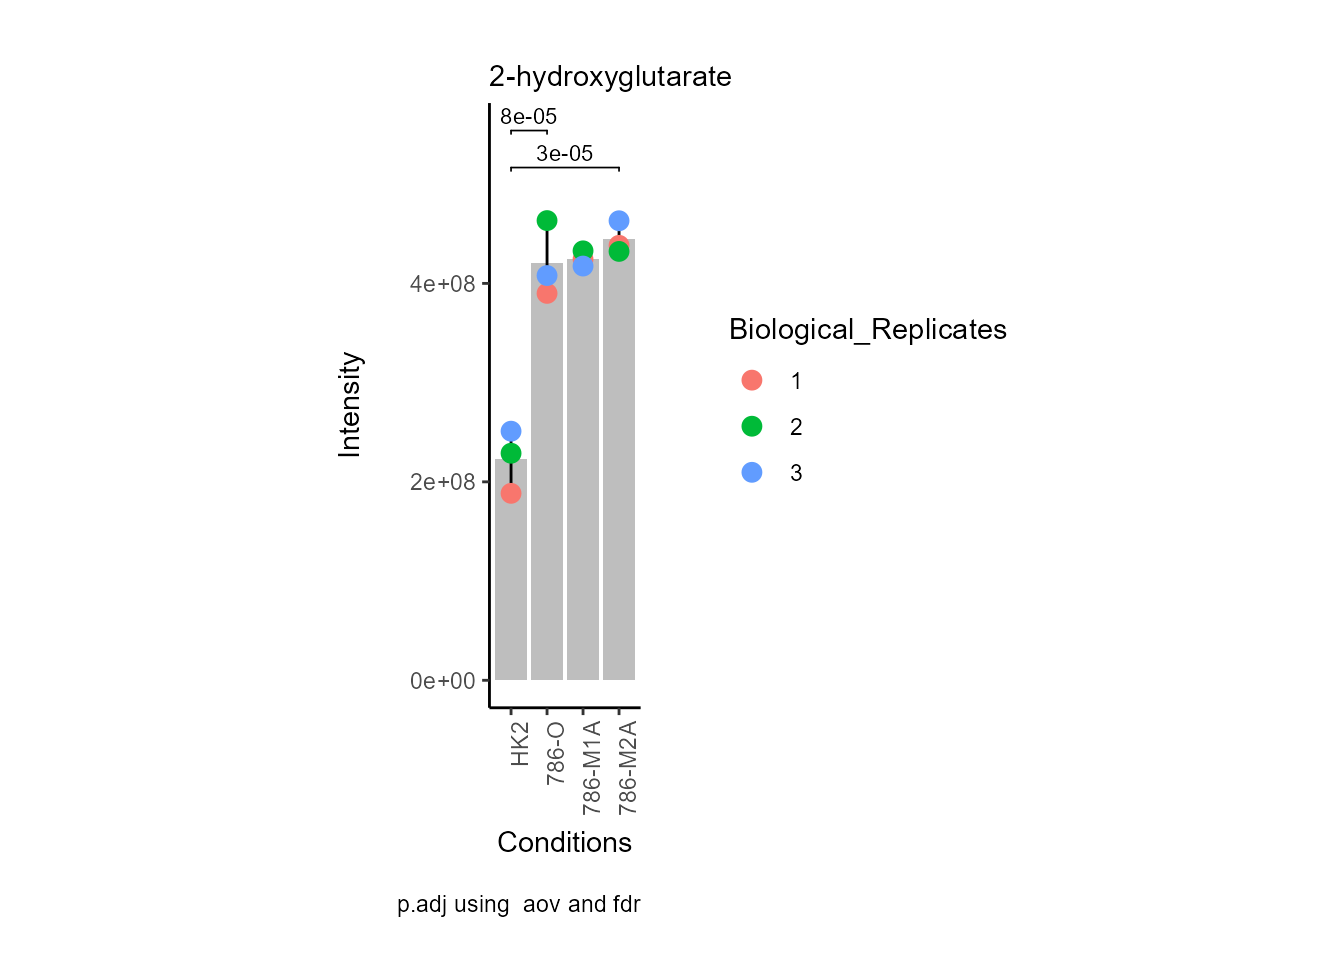 2-hydroxyglutarate
8e-05
3e-05
4e+08
2e+08
0e+00
Intensity
HK2
786-O
786-M1A
786-M2A
Conditions
Biological_Replicates
1
2
3
p.adj using  aov and fdr